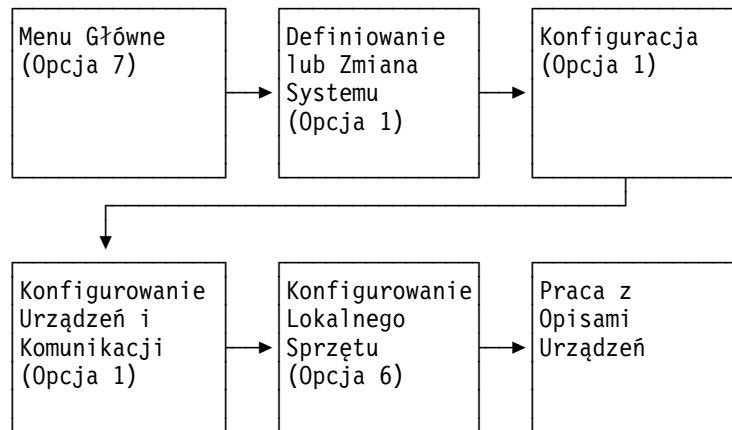 Menu Główne
(Opcja 7)
Definiowanie
lub Zmiana
Systemu
(Opcja 1)
Konfiguracja
(Opcja 1)
Konfigurowanie
Urządzeń i
Komunikacji
(Opcja 1)
Konfigurowanie
Lokalnego
Sprzętu
(Opcja 6)
Praca z
Opisami
Urządzeń